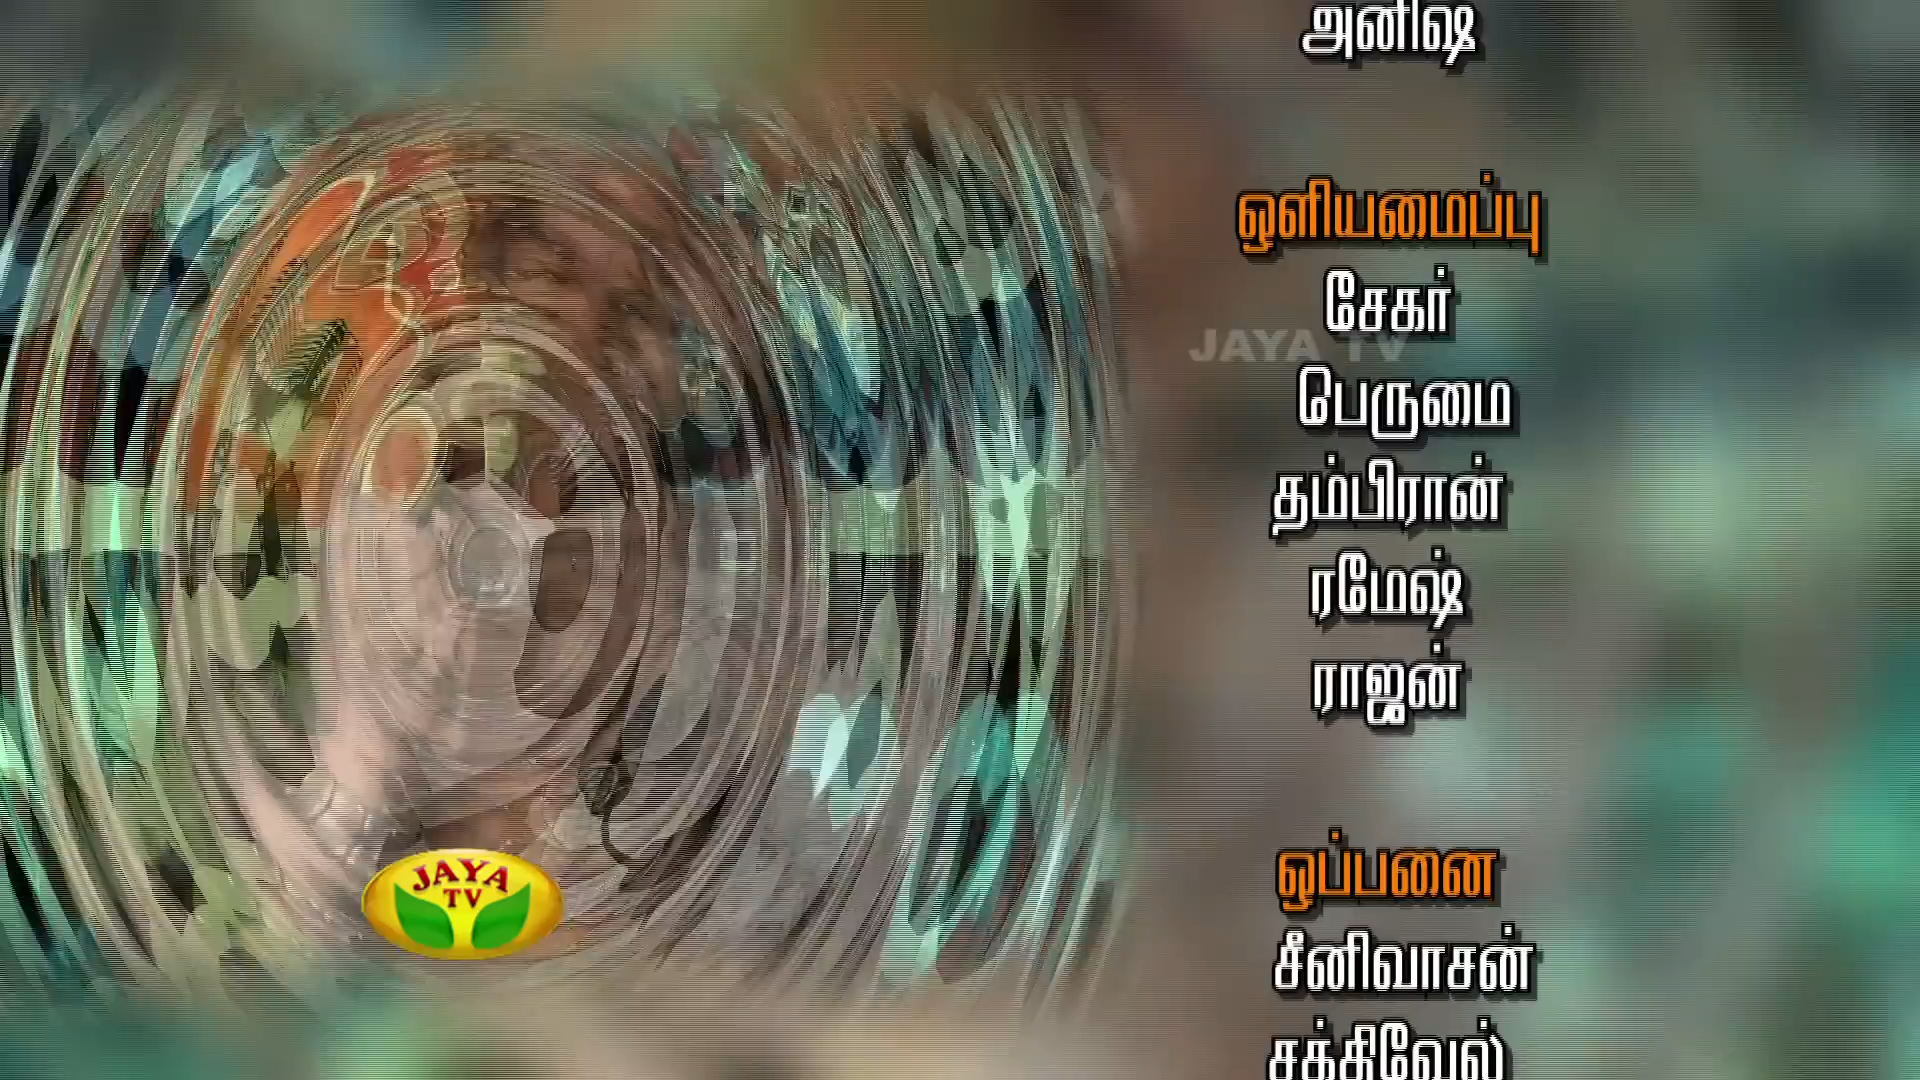 அனிஷ்
ஒளியமைப்பு
சேகர்
JAYA TV
பெருமை
தம்பிரான்
ரமேஷ்
ராஜன்
ஒப்பனை
JAYA
TV
சீனிவாசன்
சக்திவேல்